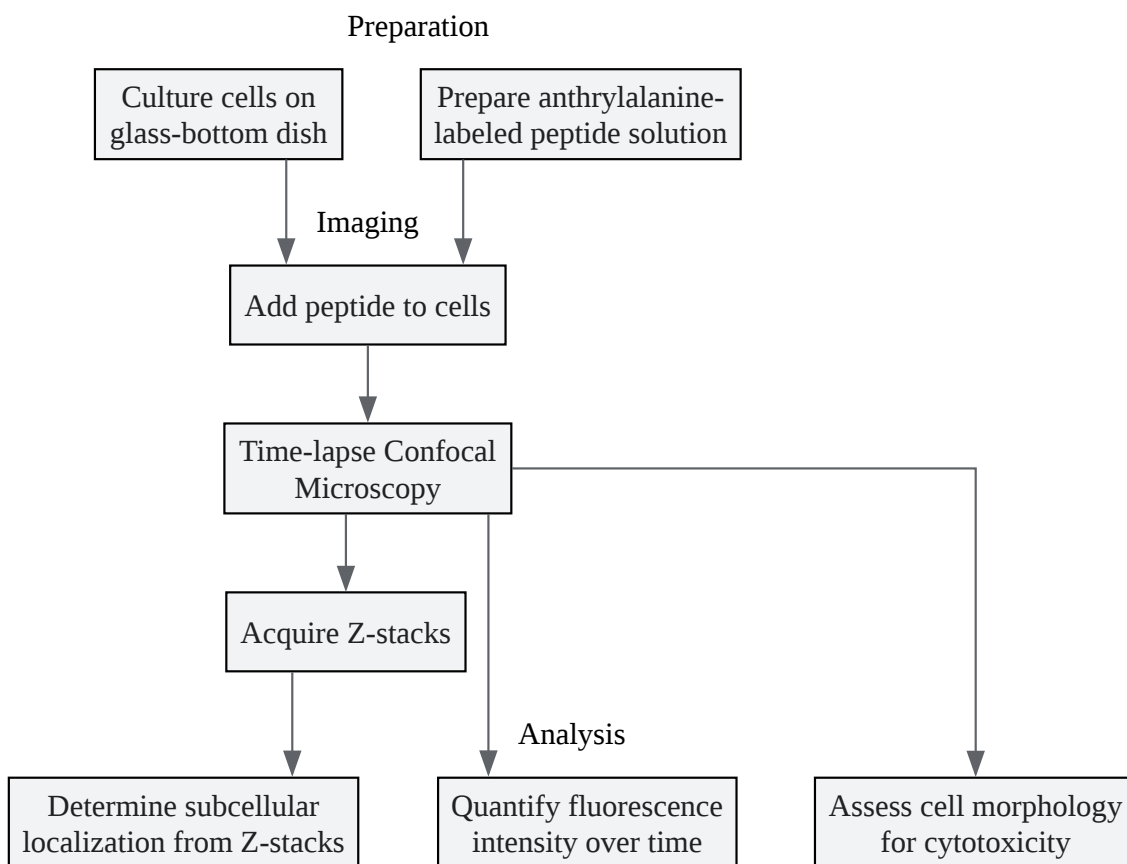 Preparation
Culture cells on
glass-bottom dish
Prepare anthrylalanine-
labeled peptide solution
Imaging
Add peptide to cells
Time-lapse Confocal
Microscopy
Acquire Z-stacks
Analysis
Determine subcellular
localization from Z-stacks
Quantify fluorescence
intensity over time
Assess cell morphology
for cytotoxicity